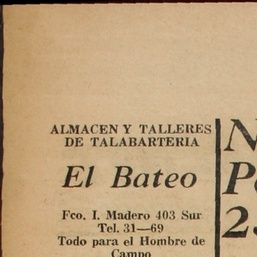 ALMACEN Y TALLERES
DE TALABARTERIA
El Bateo
Fco. I. Madero 403 Sur
Tel. 31—69
Todo para el Hombre de
Campo